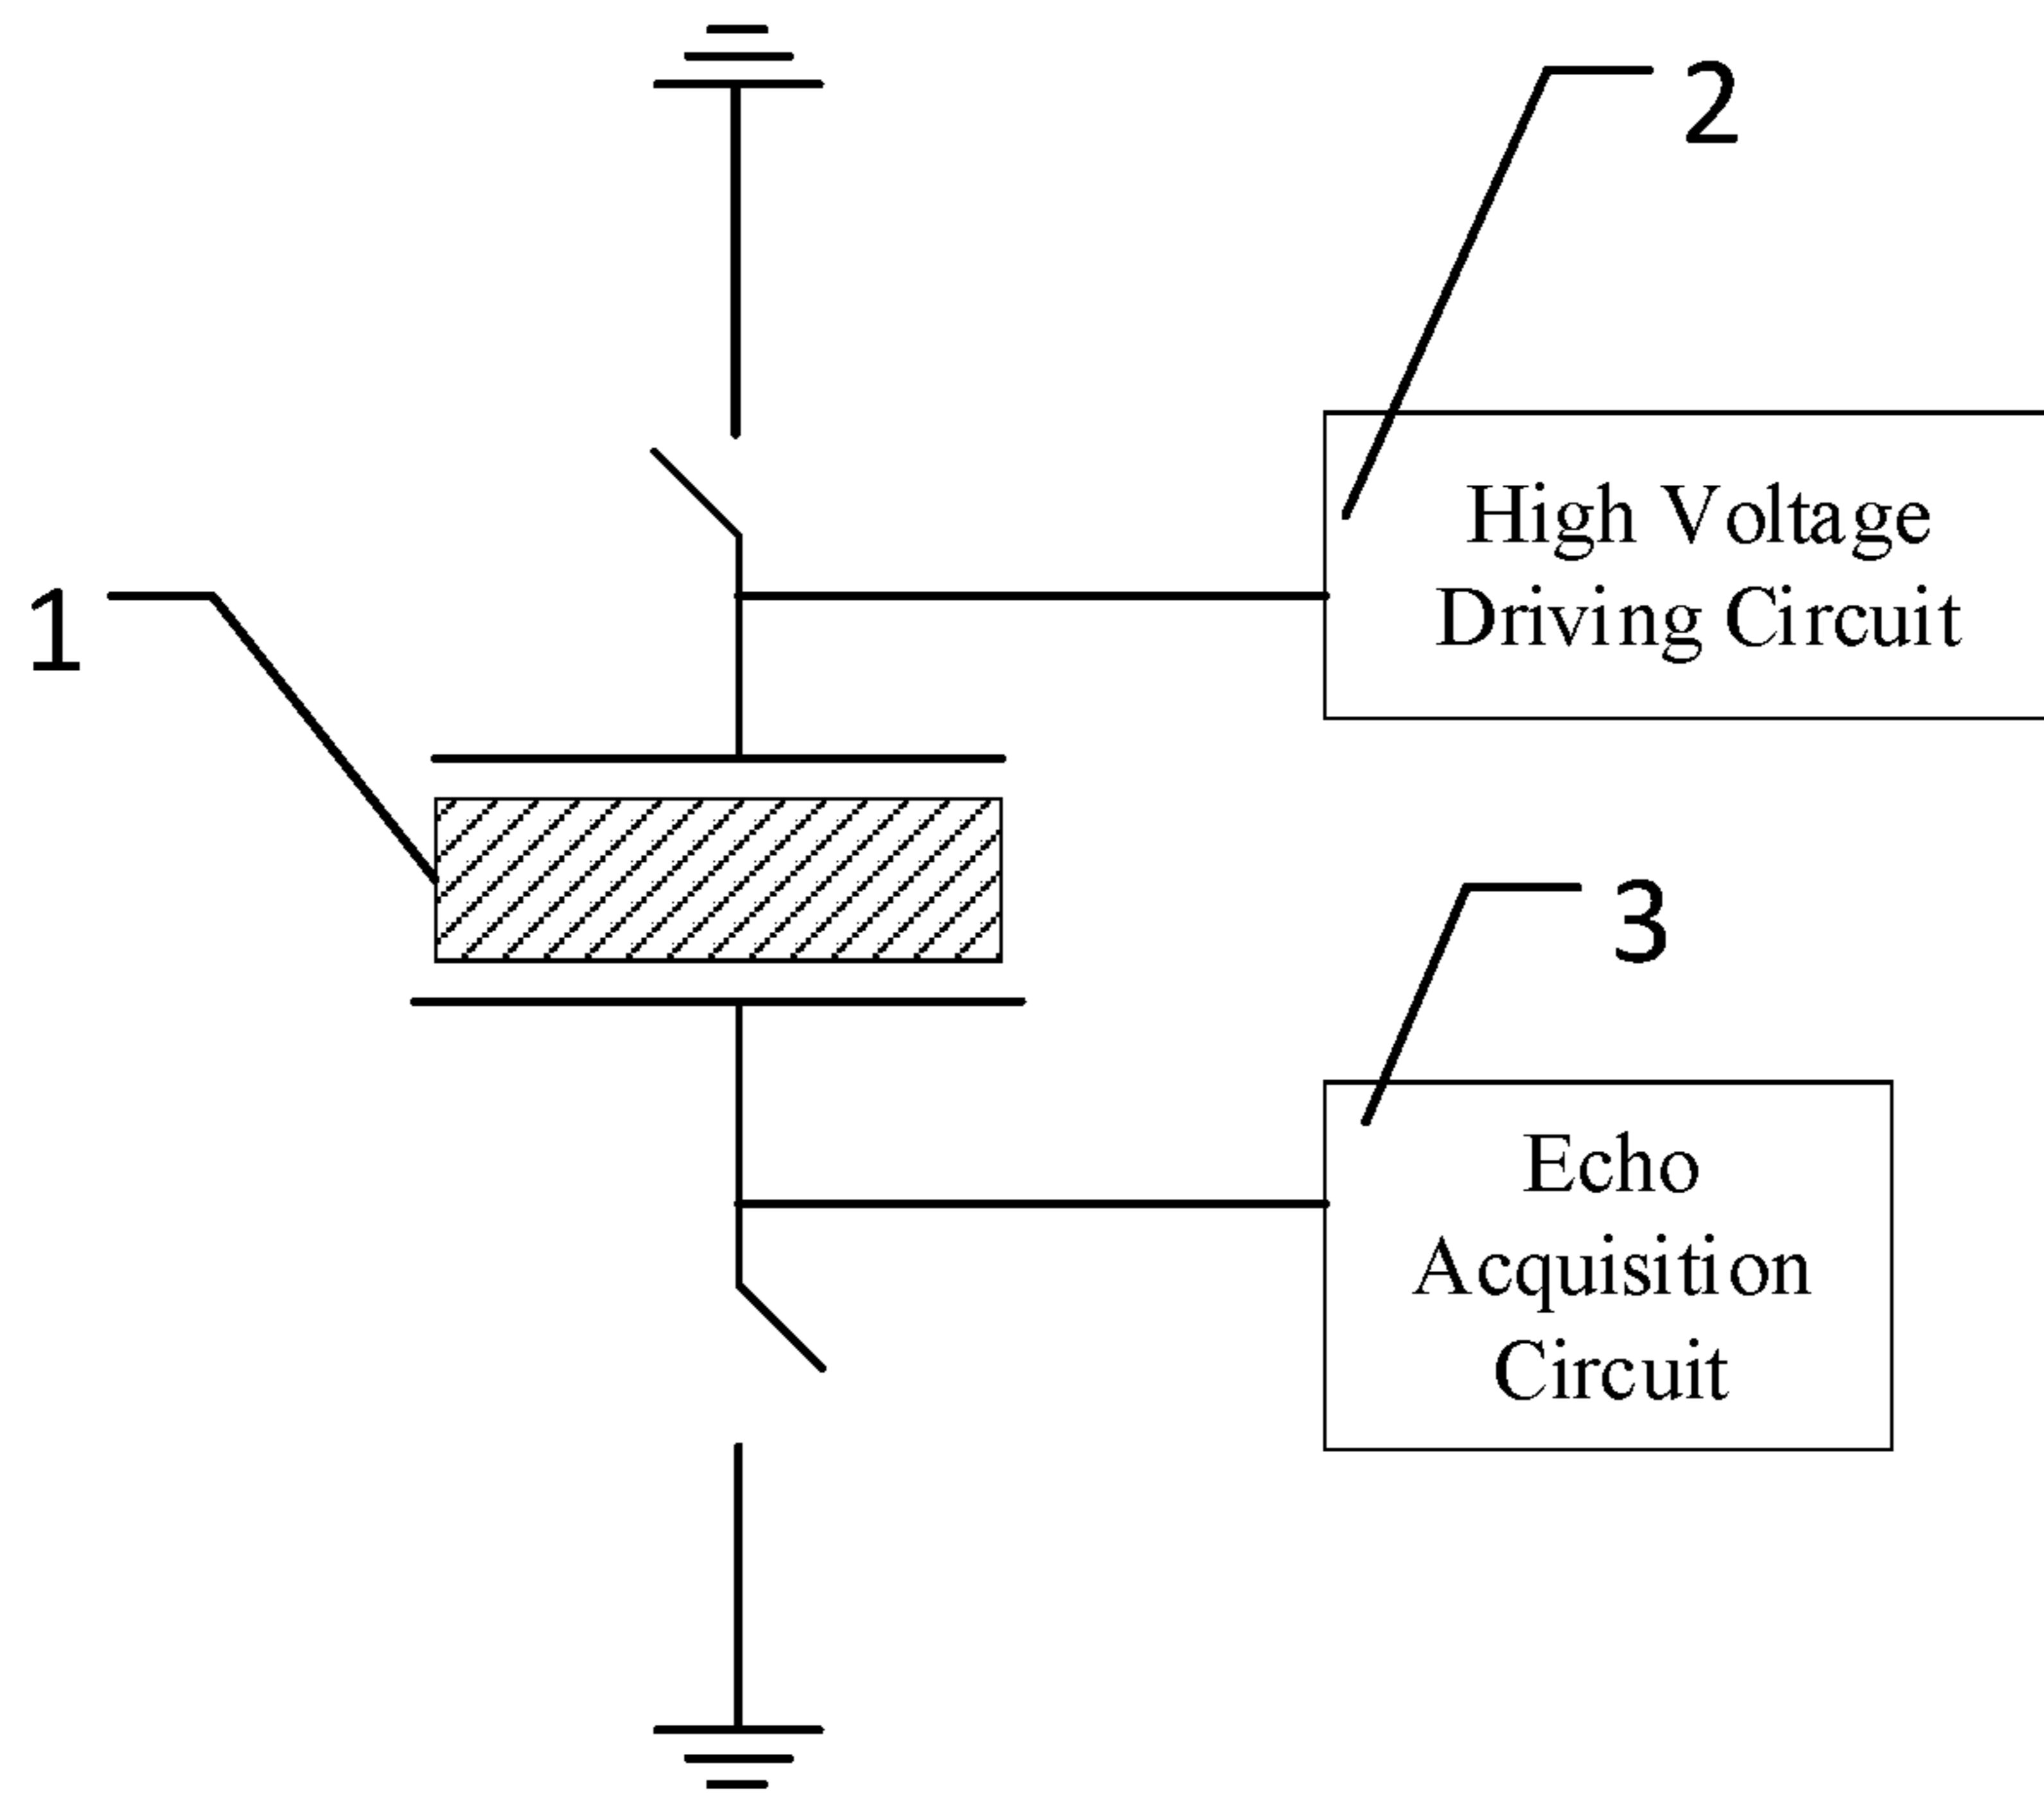 2
High Voltage
Driving Circuit
1
3
Echo
Acquisition
Circuit